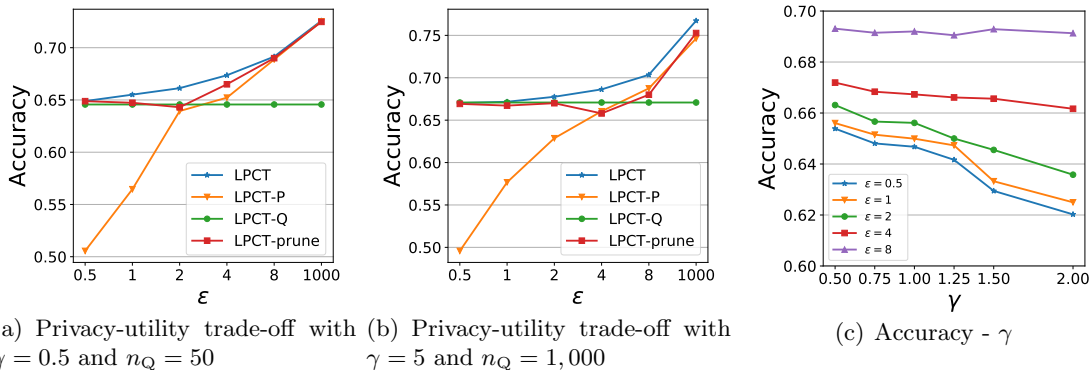 Accuracy
0.70
0.65
0.60
0.55
0.50
LPCT
LPCT-P
LPCT-Q
LPCT-prune
0.5 1 2 4 8 1000
ε
a) Privacy-utility trade-off with
γ = 0.5 and nQ = 50
Accuracy
0.75
0.70
0.65
0.60
0.55
0.50
LPCT
LPCT-P
LPCT-Q
LPCT-prune
0.5 1 2 4 8 1000
ε
(b) Privacy-utility trade-off with
γ = 5 and nQ = 1,000
Accuracy
0.70
0.68
0.66
0.64
0.62
0.60
ε = 0.5
ε = 1
ε = 2
ε = 4
ε = 8
0.50 0.75 1.00 1.25 1.50 2.00
γ
(c) Accuracy - γ